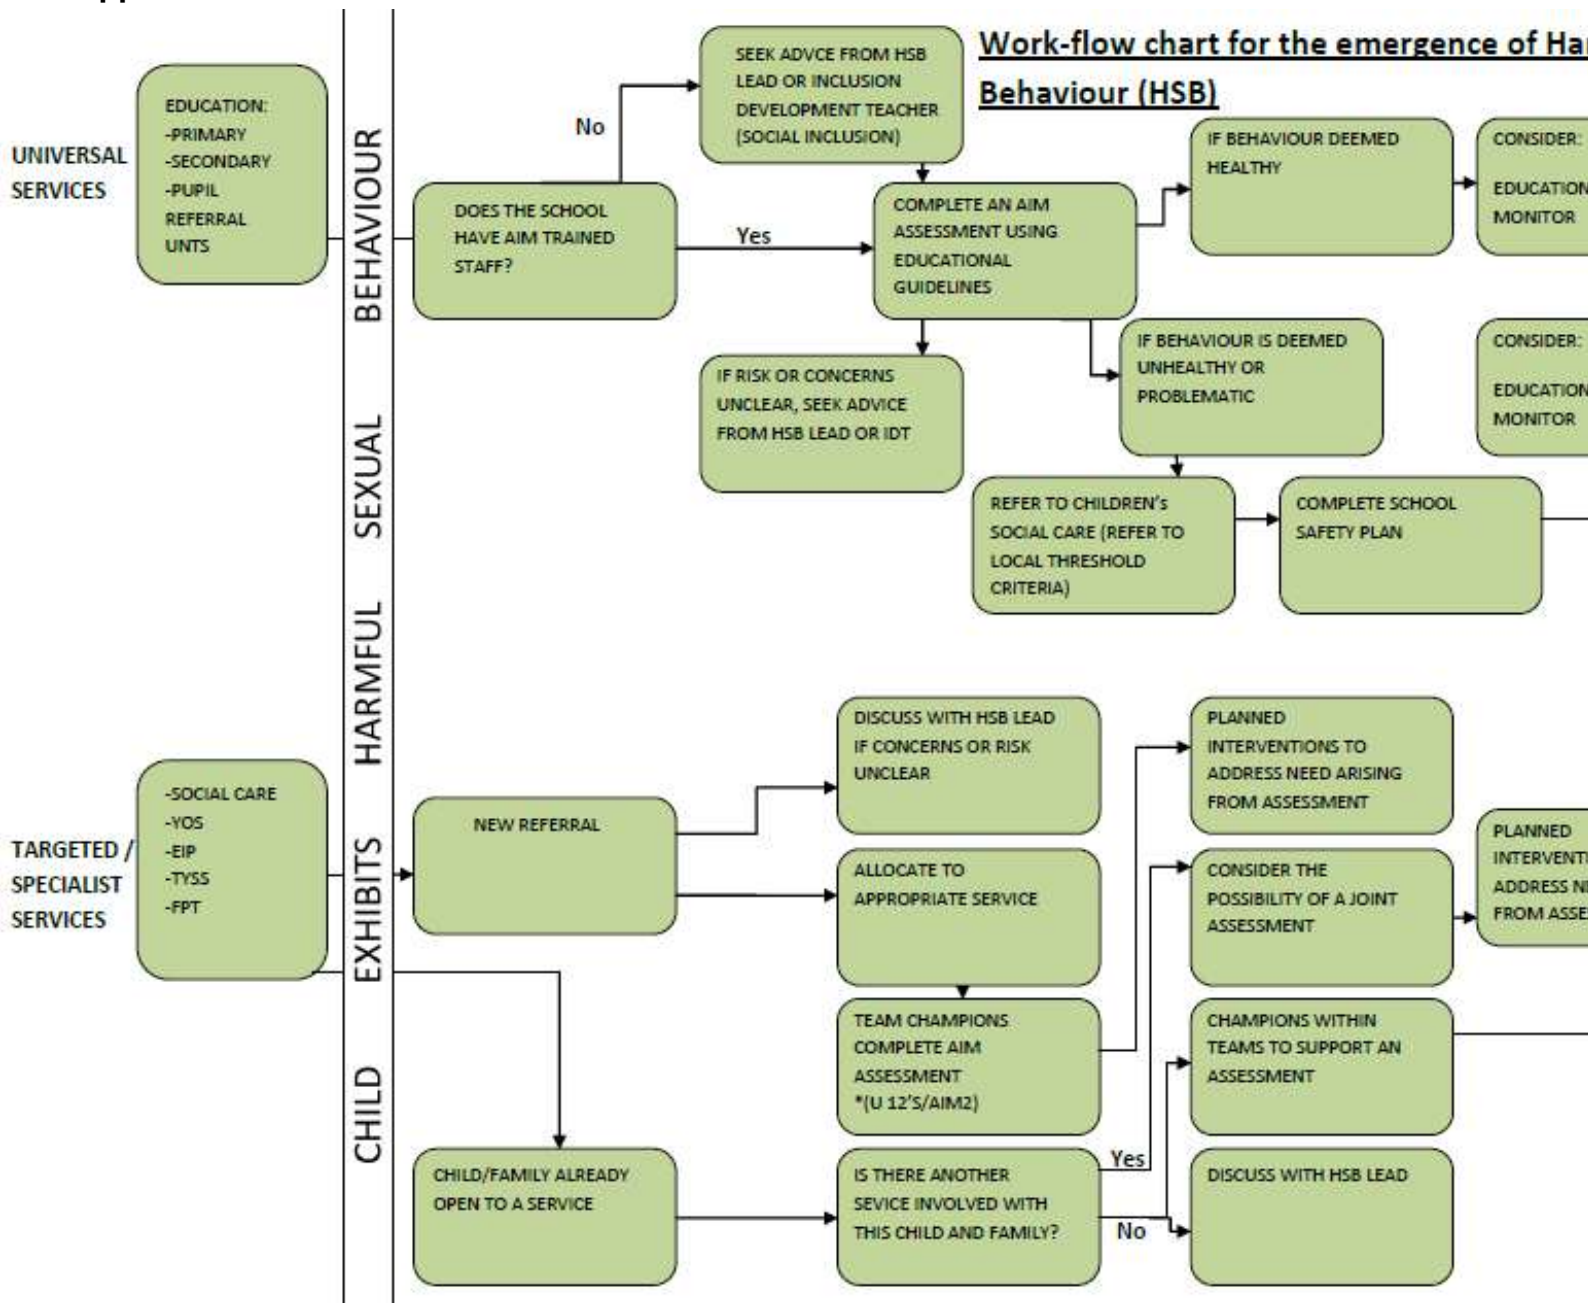 Work-flow chart for the emergence of
Behaviour (HSB)
UNIVERSAL
SERVICES
EDUCATION:
-PRIMARY
-SECONDARY
-PUPIL
REFERRAL
UNTS
CHILD EXHIBITS HARMFUL SEXUAL BEHAVIOUR
DOES THE SCHOOL
HAVE AIM TRAINED
STAFF?
No
Yes
SEEK ADVCE FROM HSB
LEAD OR INCLUSION
DEVELOPMENT TEACHER
(SOCIAL INCLUSION)
COMPLETE AN AIM
ASSESSMENT USING
EDUCATIONAL
GUIDELINES
IF BEHAVIOUR DEEMED
HEALTHY
CONSIDER:
EDUCATION
MONITOR
IF RISK OR CONCERNS
UNCLEAR, SEEK ADVICE
FROM HSB LEAD OR IDT
IF BEHAVIOUR IS DEEMED
UNHEALTHY OR
PROBLEMATIC
CONSIDER:
EDUCATION
MONITOR
REFER TO CHILDREN's
SOCIAL CARE (REFER TO
LOCAL THRESHOLD
CRITERIA)
COMPLETE SCHOOL
SAFETY PLAN
TARGETED /
SPECIALIST
SERVICES
-SOCIAL CARE
-YOS
-EIP
-TYSS
-FPT
NEW REFERRAL
DISCUSS WITH HSB LEAD
IF CONCERNS OR RISK
UNCLEAR
PLANNED
INTERVENTIONS TO
ADDRESS NEED ARISING
FROM ASSESSMENT
ALLOCATE TO
APPROPRIATE SERVICE
CONSIDER THE
POSSIBILITY OF A JOINT
ASSESSMENT
PLANNED
INTERVENTI
ADDRESS
FROM ASSE
TEAM CHAMPIONS
COMPLETE AIM
ASSESSMENT
*(U 12'S/AIM2)
CHAMPIONS WITHIN
TEAMS TO SUPPORT AN
ASSESSMENT
CHILD/FAMILY ALREADY
OPEN TO A SERVICE
IS THERE ANOTHER
SEVICE INVOLVED WITH
THIS CHILD AND FAMILY?
Yes
No
DISCUSS WITH HSB LEAD